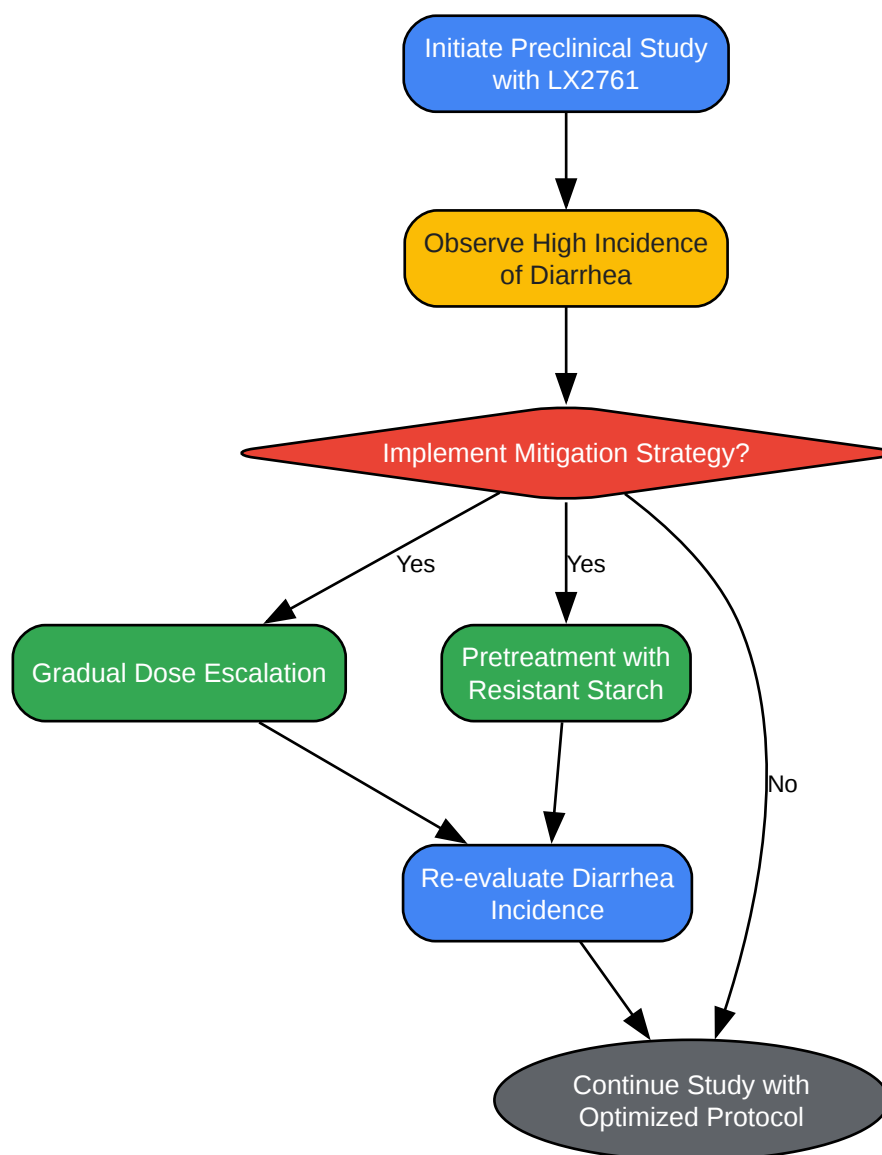 Initiate Preclinical Study
with LX2761
Observe High Incidence
of Diarrhea
Implement Mitigation Strategy?
Yes
Yes
Gradual Dose Escalation
Pretreatment with
Resistant Starch
No
Re-evaluate Diarrhea
Incidence
Continue Study with
Optimized Protocol